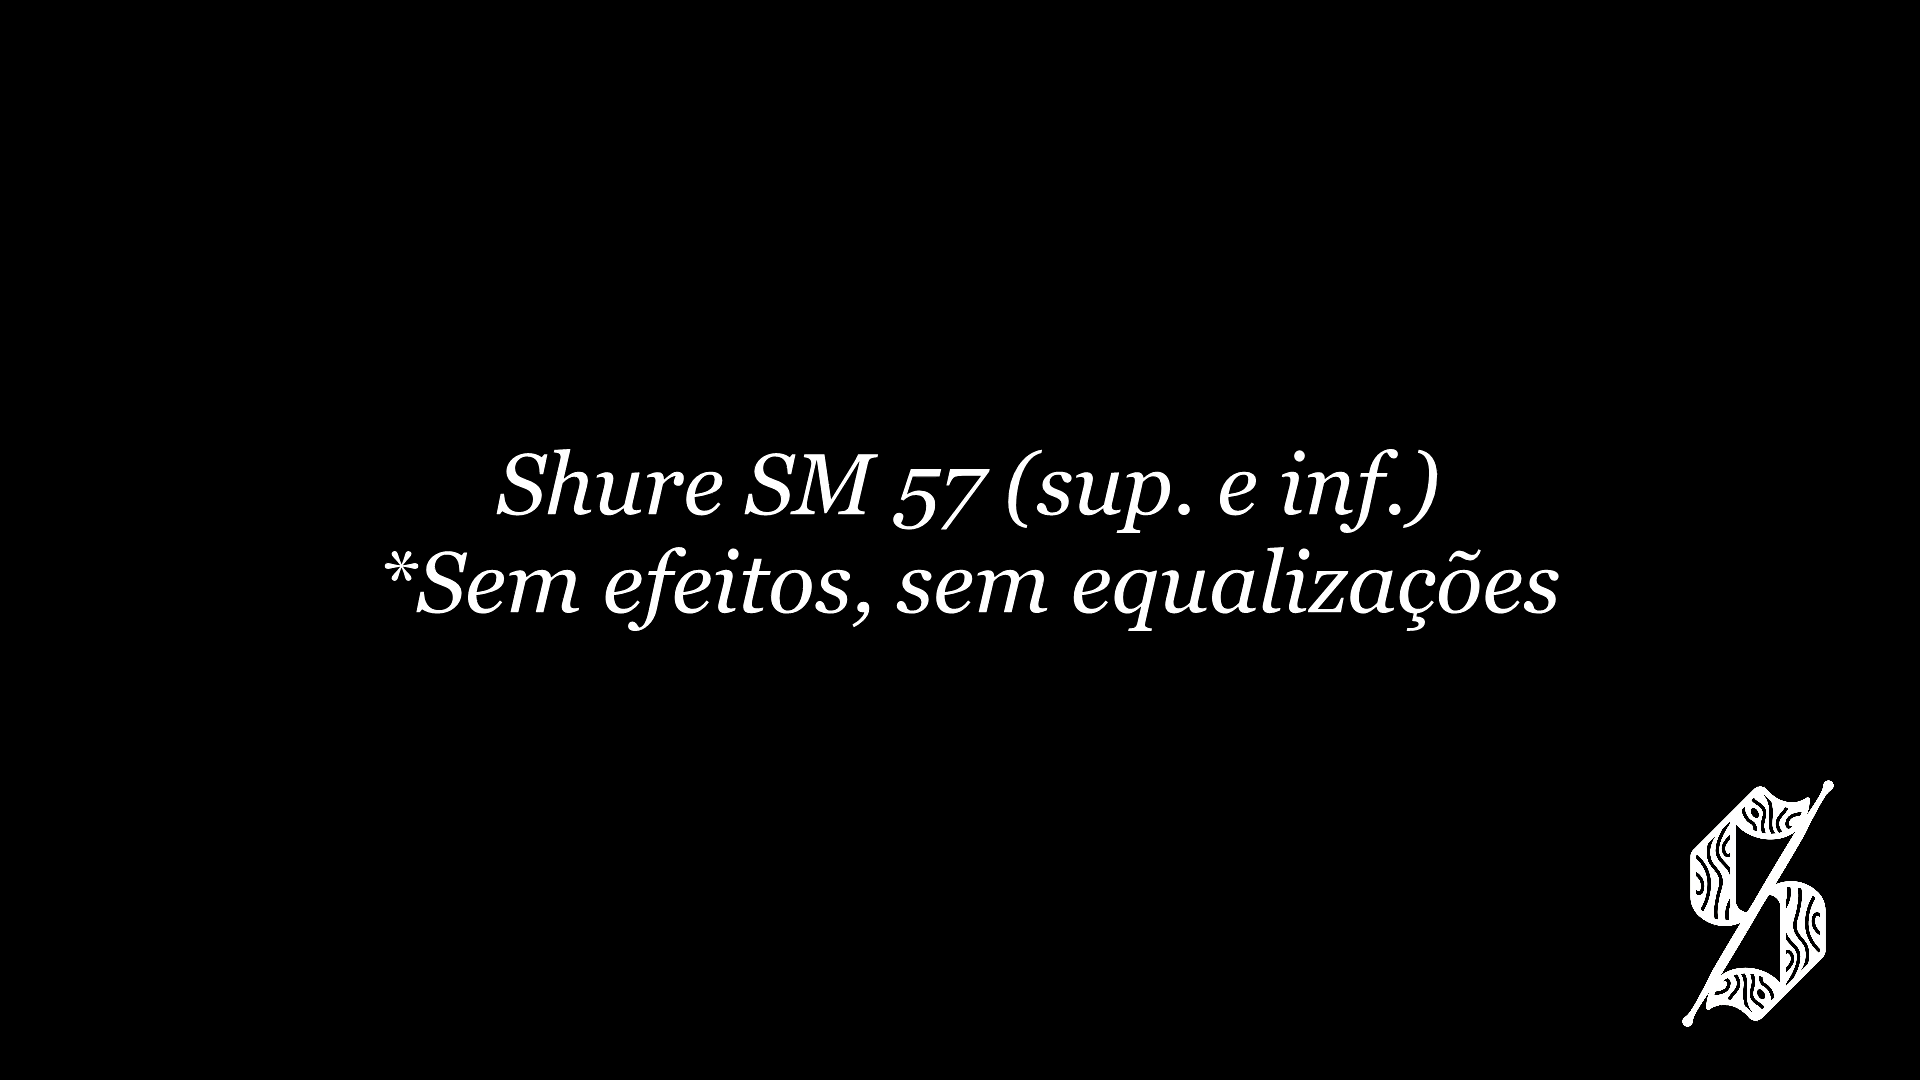 Shure SM 57 (sup. e inf.)
*Sem efeitos, sem equalizações